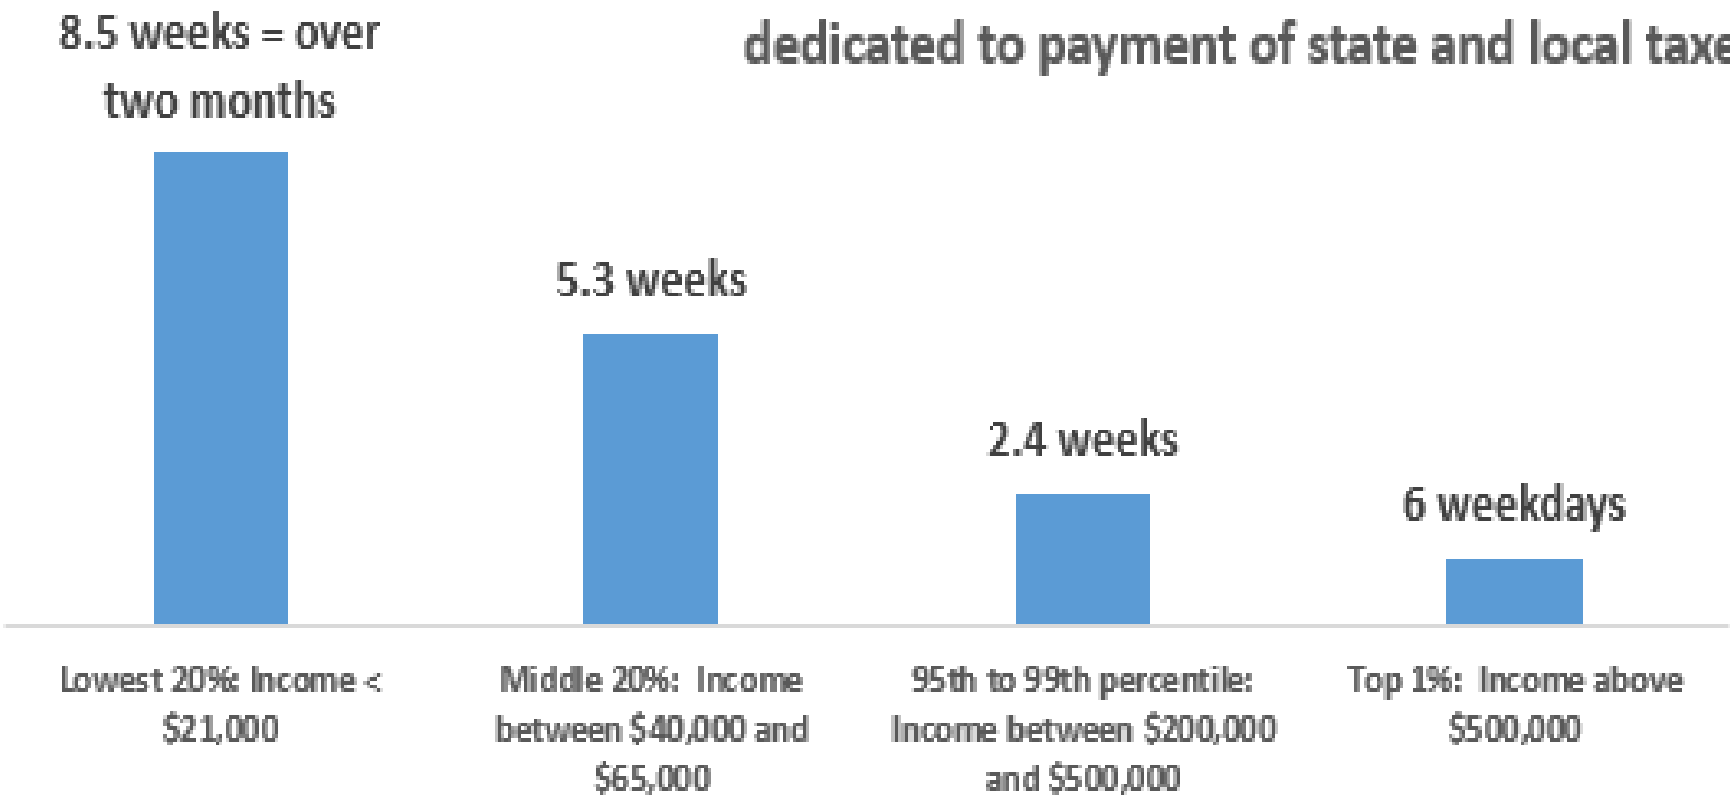 dedicated to payment of state and local taxe
8.5 weeks = over
two months
5.3 weeks
2.4 weeks
6 weekdays
Lowest 20%: Income <
$21,000
Middle 20%: Income
between $40,000 and
$65,000
95th to 99th percentile:
Income between $200,000
and $500,000
Top 1%: Income above
$500,000